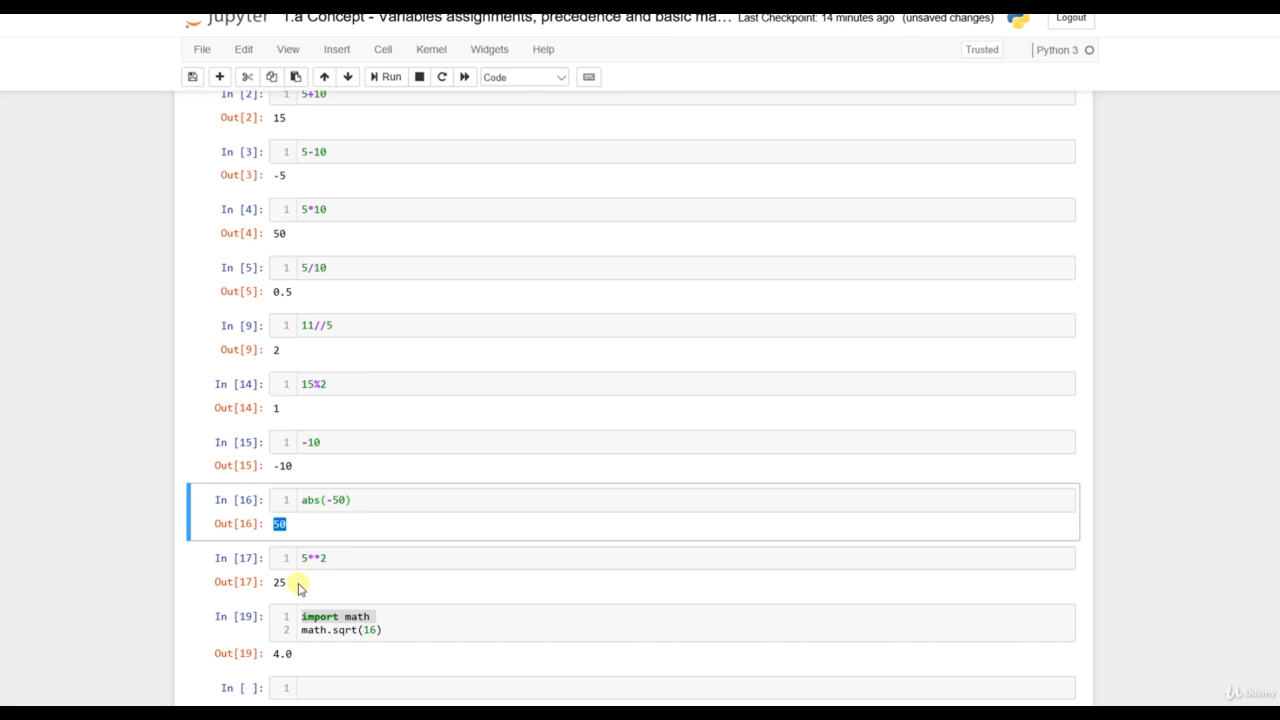 jupyter 1.a Concept - Variables assignments, precedence and basic ma... Last Checkpoint: 14 minutes ago (unsaved changes) Logout
File Edit View Insert Cell Kernel Widgets Help Trusted Python 3
Run Code
In [2]: 1 5+10
Out[2]: 15
In [3]: 1 5-10
Out[3]: -5
In [4]: 1 5*10
Out[4]: 50
In [5]: 1 5/10
Out[5]: 0.5
In [9]: 1 11//5
Out[9]: 2
In [14]: 1 15%2
Out[14]: 1
In [15]: 1 -10
Out[15]: -10
In [16]: 1 abs(-50)
Out[16]: 50
In [17]: 1 5**2
Out[17]: 25
In [19]: 1 import math
2 math.sqrt(16)
Out[19]: 4.0
In [ ]: 1
Udemy